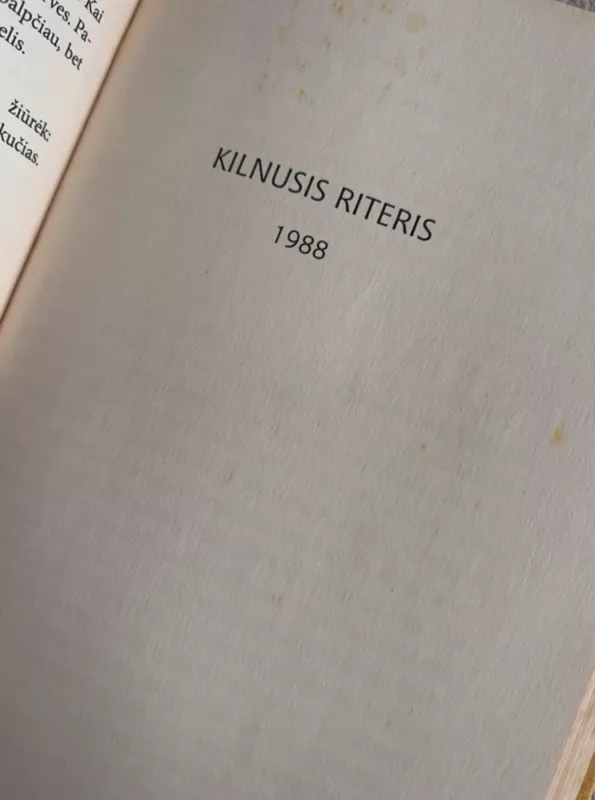 Kai
ves. Pa-
alpčiau, bet
elis.
žiūrėk:
kučias.
KILNUSIS RITERIS
1988